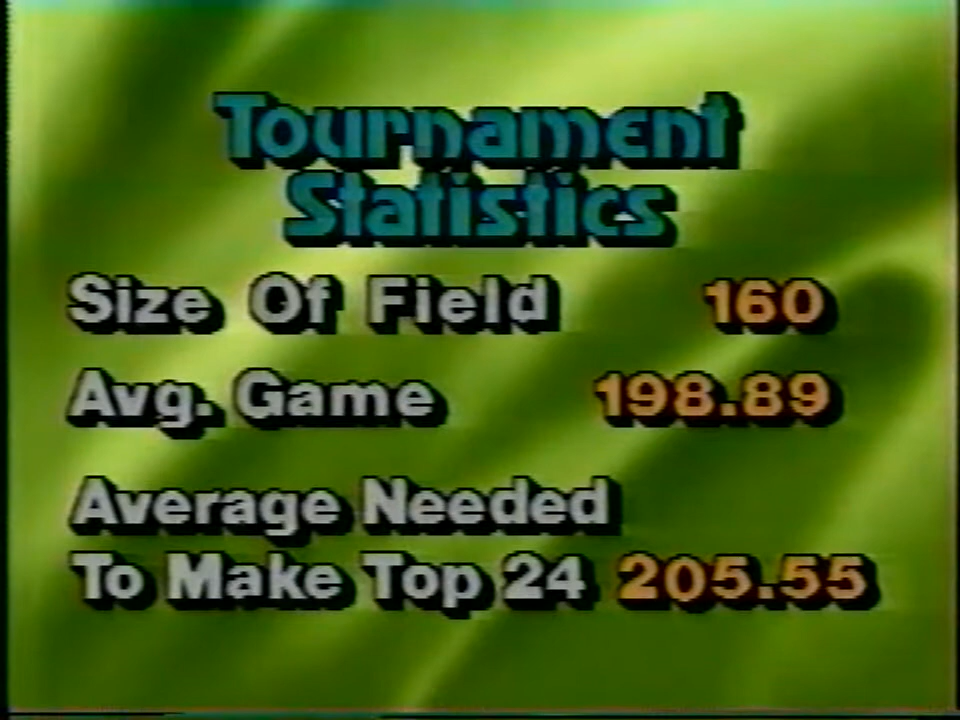 Tournament
Statistics
Size Of Field 160
Avg. Game 198.89
Average Needed
To Make Top 24 205.55